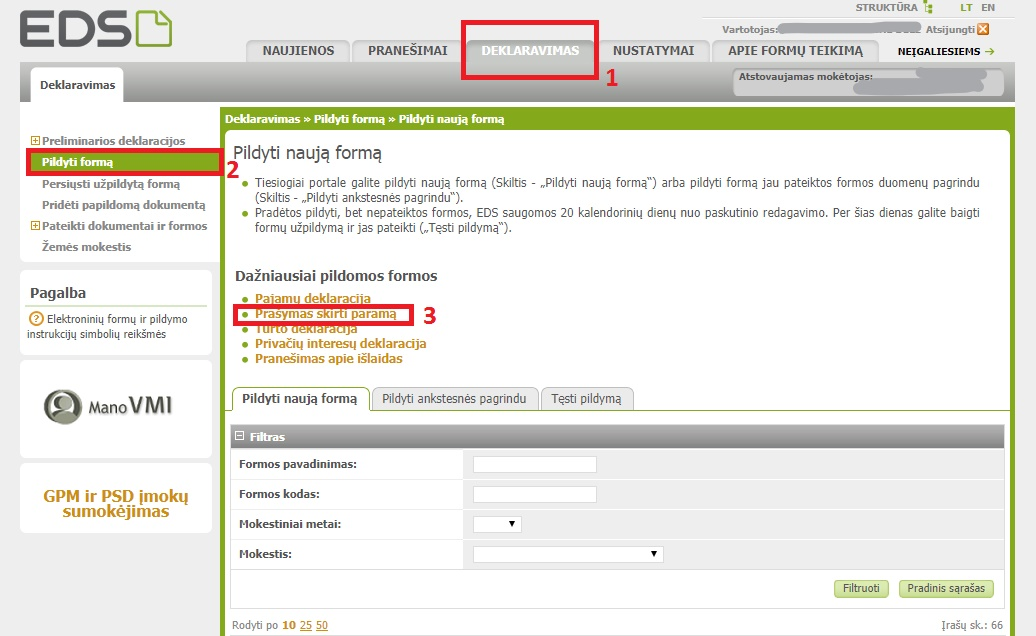 EDS
STRUKTŪRA LT EN
Vartotojas: Atsijungti
NAUJIENOS PRANEŠIMAI DEKLARAVIMAS NUSTATYMAI APIE FORMŲ TEIKIMĄ NEĮGALIESIEMS →
1
Atstovaujamas mokėtojas:
Deklaravimas
Preliminarios deklaracijos
Pildyti formą
2
Persiųsti užpildytą formą
Pridėti papildomą dokumentą
Pateikti dokumentai ir formos
Žemės mokestis
Pagalba
? Elektroninių formų ir pildymo
instrukcijų simbolių reikšmės
Mano VMI
GPM ir PSD įmokų
sumokėjimas
Deklaravimas » Pildyti formą » Pildyti naują formą
Pildyti naują formą
Tiesiogiai portale galite pildyti naują formą (Skiltis - „Pildyti naują formą“) arba pildyti formą jau pateiktos formos duomenų pagrindu
(Skiltis - „Pildyti ankstesnės pagrindu“).
Pradėtos pildyti, bet nepateiktos formos, EDS saugomos 20 kalendorinių dienų nuo paskutinio redagavimo. Per šias dienas galite baigti
formų užpildymą ir jas pateikti („Tęsti pildymą“).
Dažniausiai pildomos formos
Pajamų deklaracija
Prašymas skirti paramą
3
Turto deklaracija
Privačių interesų deklaracija
Pranešimas apie išlaidas
Pildyti naują formą Pildyti ankstesnės pagrindu Tęsti pildymą
Filtras
Formos pavadinimas:
Formos kodas:
Mokestiniai metai:
Mokestis:
Filtruoti Pradinis sąrašas
Rodyti po 10 25 50 Įrašų sk.: 66